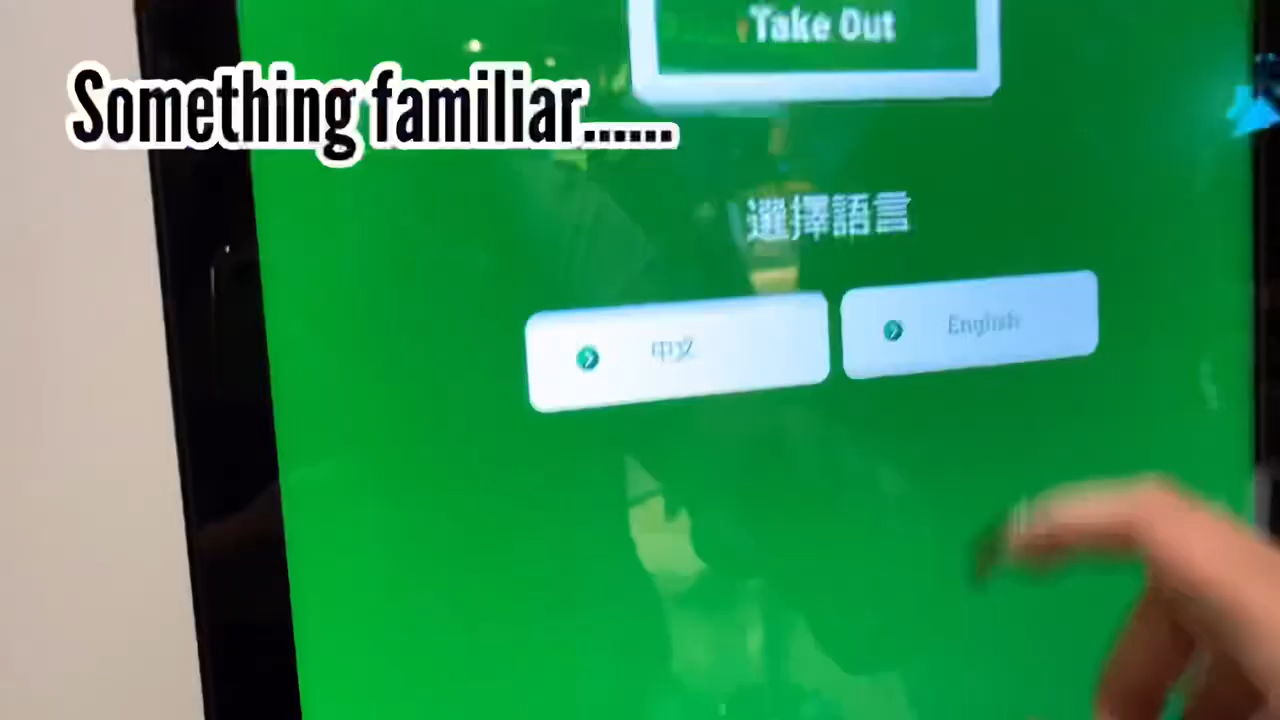 Take Out
Something familiar......
選擇語言
中文
English